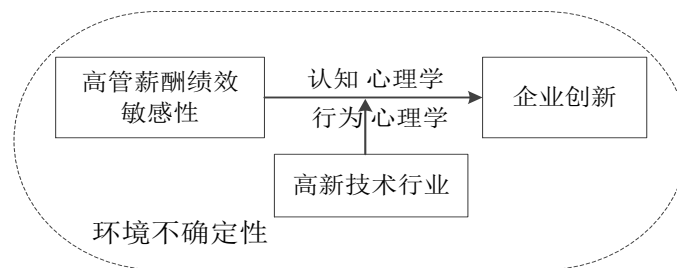 高管薪酬绩效
敏感性
认知 心理学
企业创新
行为 心理学
高新技术行业
环境不确定性